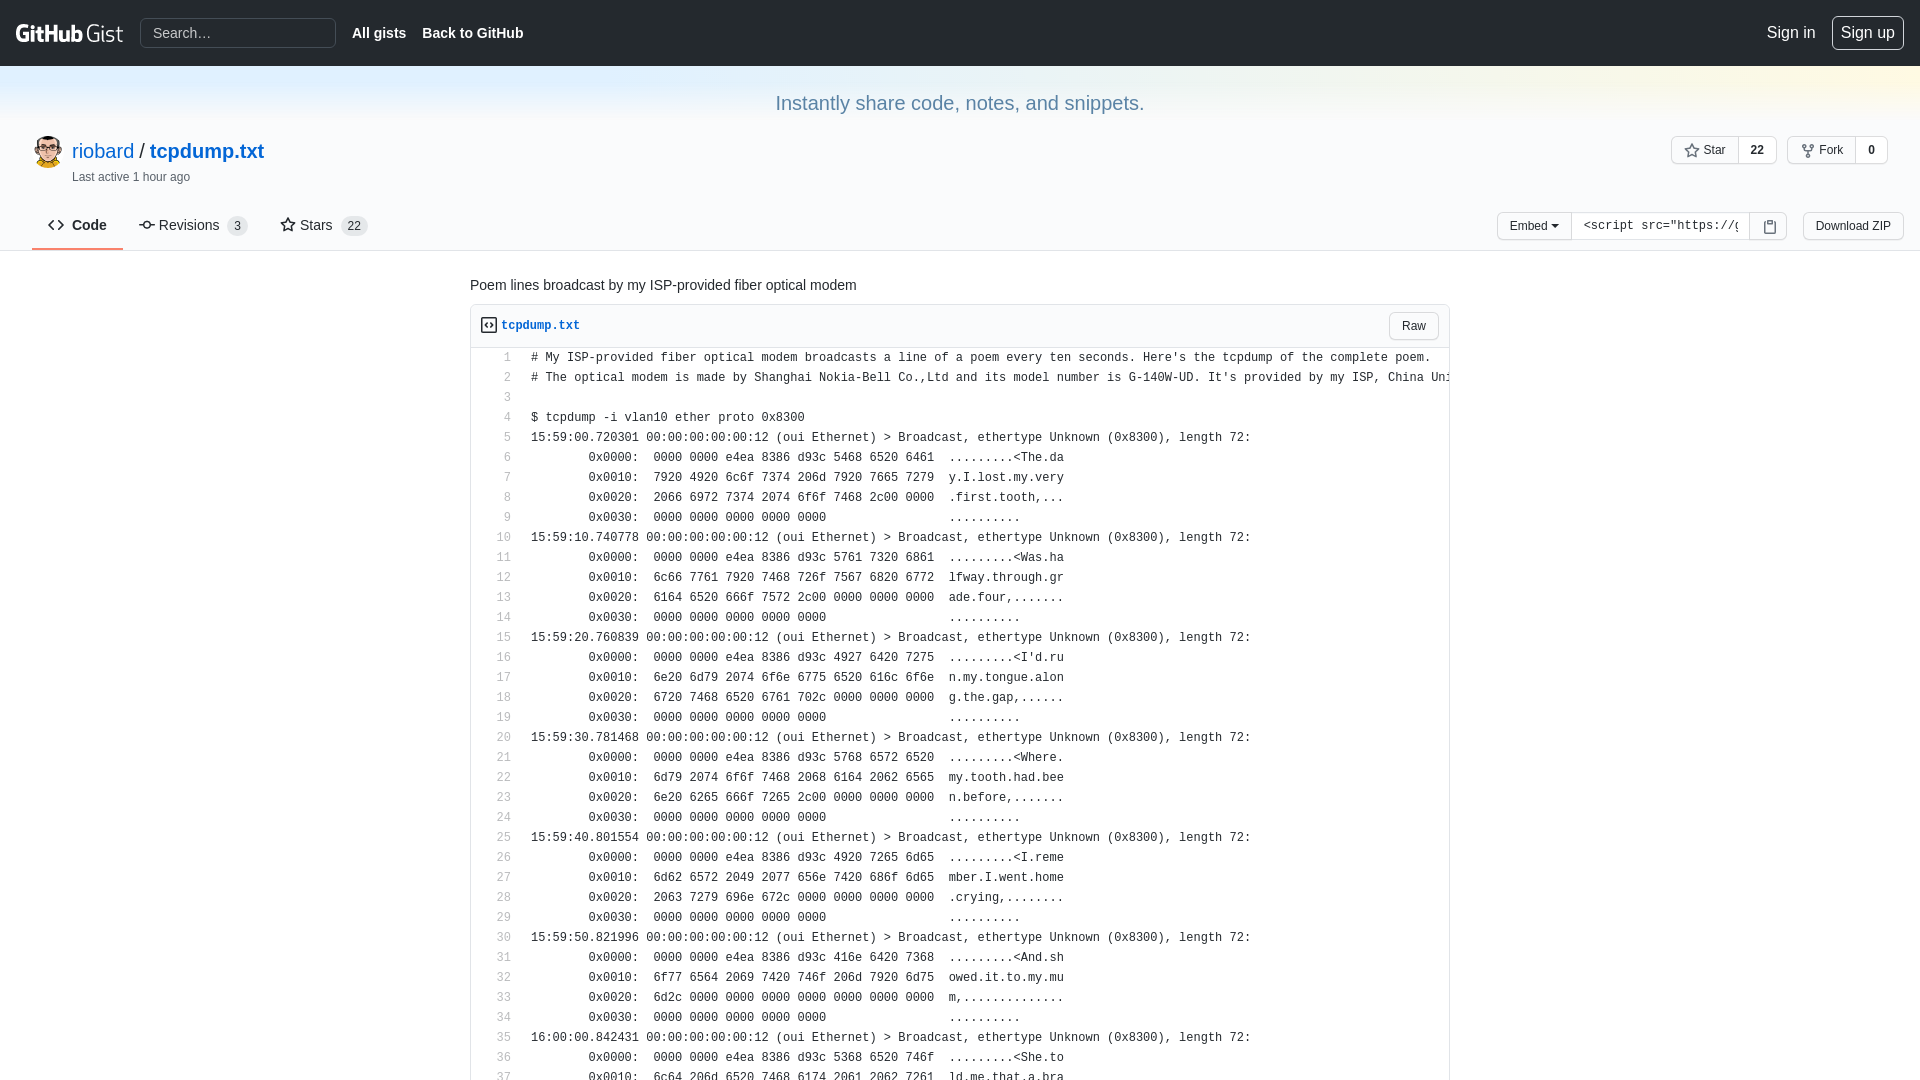 GitHub Gist Search… All gists Back to GitHub Sign in Sign up
Instantly share code, notes, and snippets.
riobard / tcpdump.txt
Last active 1 hour ago
Star 22 Fork 0
Code Revisions 3 Stars 22
Embed <script src="https://g Download ZIP
Poem lines broadcast by my ISP-provided fiber optical modem
tcpdump.txt Raw
1 # My ISP-provided fiber optical modem broadcasts a line of a poem every ten seconds. Here's the tcpdump of the complete poem.
2 # The optical modem is made by Shanghai Nokia-Bell Co.,Ltd and its model number is G-140W-UD. It's provided by my ISP, China Uni
3
4 $ tcpdump -i vlan10 ether proto 0x8300
5 15:59:00.720301 00:00:00:00:00:12 (oui Ethernet) > Broadcast, ethertype Unknown (0x8300), length 72:
6 0x0000: 0000 0000 e4ea 8386 d93c 5468 6520 6461 .........<The.da
7 0x0010: 7920 4920 6c6f 7374 206d 7920 7665 7279 y.I.lost.my.very
8 0x0020: 2066 6972 7374 2074 6f6f 7468 2c00 0000 .first.tooth,...
9 0x0030: 0000 0000 0000 0000 0000 ..........
10 15:59:10.740778 00:00:00:00:00:12 (oui Ethernet) > Broadcast, ethertype Unknown (0x8300), length 72:
11 0x0000: 0000 0000 e4ea 8386 d93c 5761 7320 6861 .........<Was.ha
12 0x0010: 6c66 7761 7920 7468 726f 7567 6820 6772 lfway.through.gr
13 0x0020: 6164 6520 666f 7572 2c00 0000 0000 0000 ade.four,.......
14 0x0030: 0000 0000 0000 0000 0000 ..........
15 15:59:20.760839 00:00:00:00:00:12 (oui Ethernet) > Broadcast, ethertype Unknown (0x8300), length 72:
16 0x0000: 0000 0000 e4ea 8386 d93c 4927 6420 7275 .........<I'd.ru
17 0x0010: 6e20 6d79 2074 6f6e 6775 6520 616c 6f6e n.my.tongue.alon
18 0x0020: 6720 7468 6520 6761 702c 0000 0000 0000 g.the.gap,......
19 0x0030: 0000 0000 0000 0000 0000 ..........
20 15:59:30.781468 00:00:00:00:00:12 (oui Ethernet) > Broadcast, ethertype Unknown (0x8300), length 72:
21 0x0000: 0000 0000 e4ea 8386 d93c 5768 6572 6520 .........<Where.
22 0x0010: 6d79 2074 6f6f 7468 2068 6164 2062 6565 my.tooth.had.bee
23 0x0020: 6e20 6265 666f 7265 2c00 0000 0000 0000 n.before,.......
24 0x0030: 0000 0000 0000 0000 0000 ..........
25 15:59:40.801554 00:00:00:00:00:12 (oui Ethernet) > Broadcast, ethertype Unknown (0x8300), length 72:
26 0x0000: 0000 0000 e4ea 8386 d93c 4920 7265 6d65 .........<I.reme
27 0x0010: 6d62 6572 2049 2077 656e 7420 686f 6d65 mber.I.went.home
28 0x0020: 2063 7279 696e 672c 0000 0000 0000 0000 .crying,........
29 0x0030: 0000 0000 0000 0000 0000 ..........
30 15:59:50.821996 00:00:00:00:00:12 (oui Ethernet) > Broadcast, ethertype Unknown (0x8300), length 72:
31 0x0000: 0000 0000 e4ea 8386 d93c 416e 6420 7368 .........<And.sh
32 0x0010: 6f77 6564 2069 7420 746f 206d 7920 6d75 owed.it.to.my.mu
33 0x0020: 6d2c 0000 0000 0000 0000 0000 0000 0000 m,..............
34 0x0030: 0000 0000 0000 0000 0000 ..........
35 16:00:00.842431 00:00:00:00:00:12 (oui Ethernet) > Broadcast, ethertype Unknown (0x8300), length 72:
36 0x0000: 0000 0000 e4ea 8386 d93c 5368 6520 746f .........<She.to
37 0x0010: 6c64 206d 6520 7468 6174 2061 2062 7261 ld.me.that.a.bra